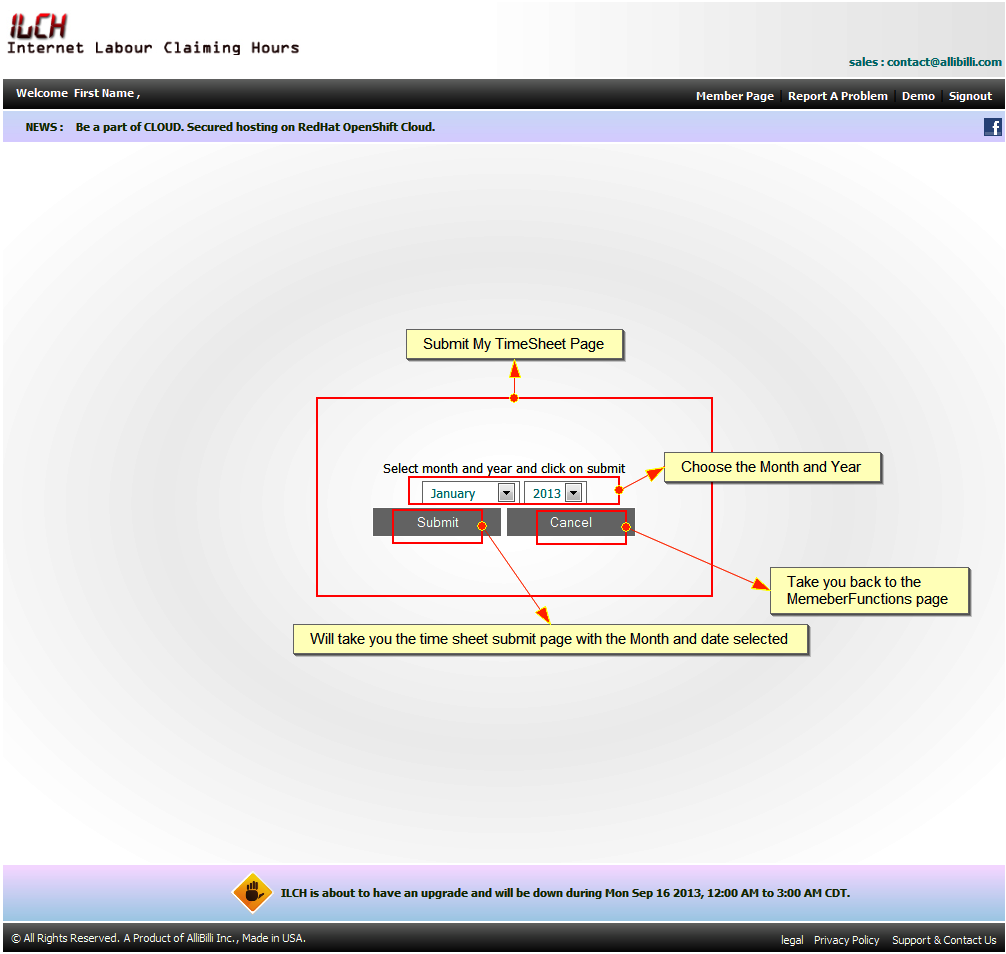 ILCH
Internet Labour Claiming Hours
sales : contact@allibilli.com
Welcome First Name ,
Member Page | Report A Problem | Demo | Signout
NEWS : Be a part of CLOUD. Secured hosting on RedHat OpenShift Cloud.
f
Submit My TimeSheet Page
Select month and year and click on submit
Choose the Month and Year
January 2013
Submit Cancel
Take you back to the
MemeberFunctions page
Will take you the time sheet submit page with the Month and date selected
ILCH is about to have an upgrade and will be down during Mon Sep 16 2013, 12:00 AM to 3:00 AM CDT.
© All Rights Reserved. A Product of AlliBilli Inc., Made in USA.
legal Privacy Policy Support & Contact Us